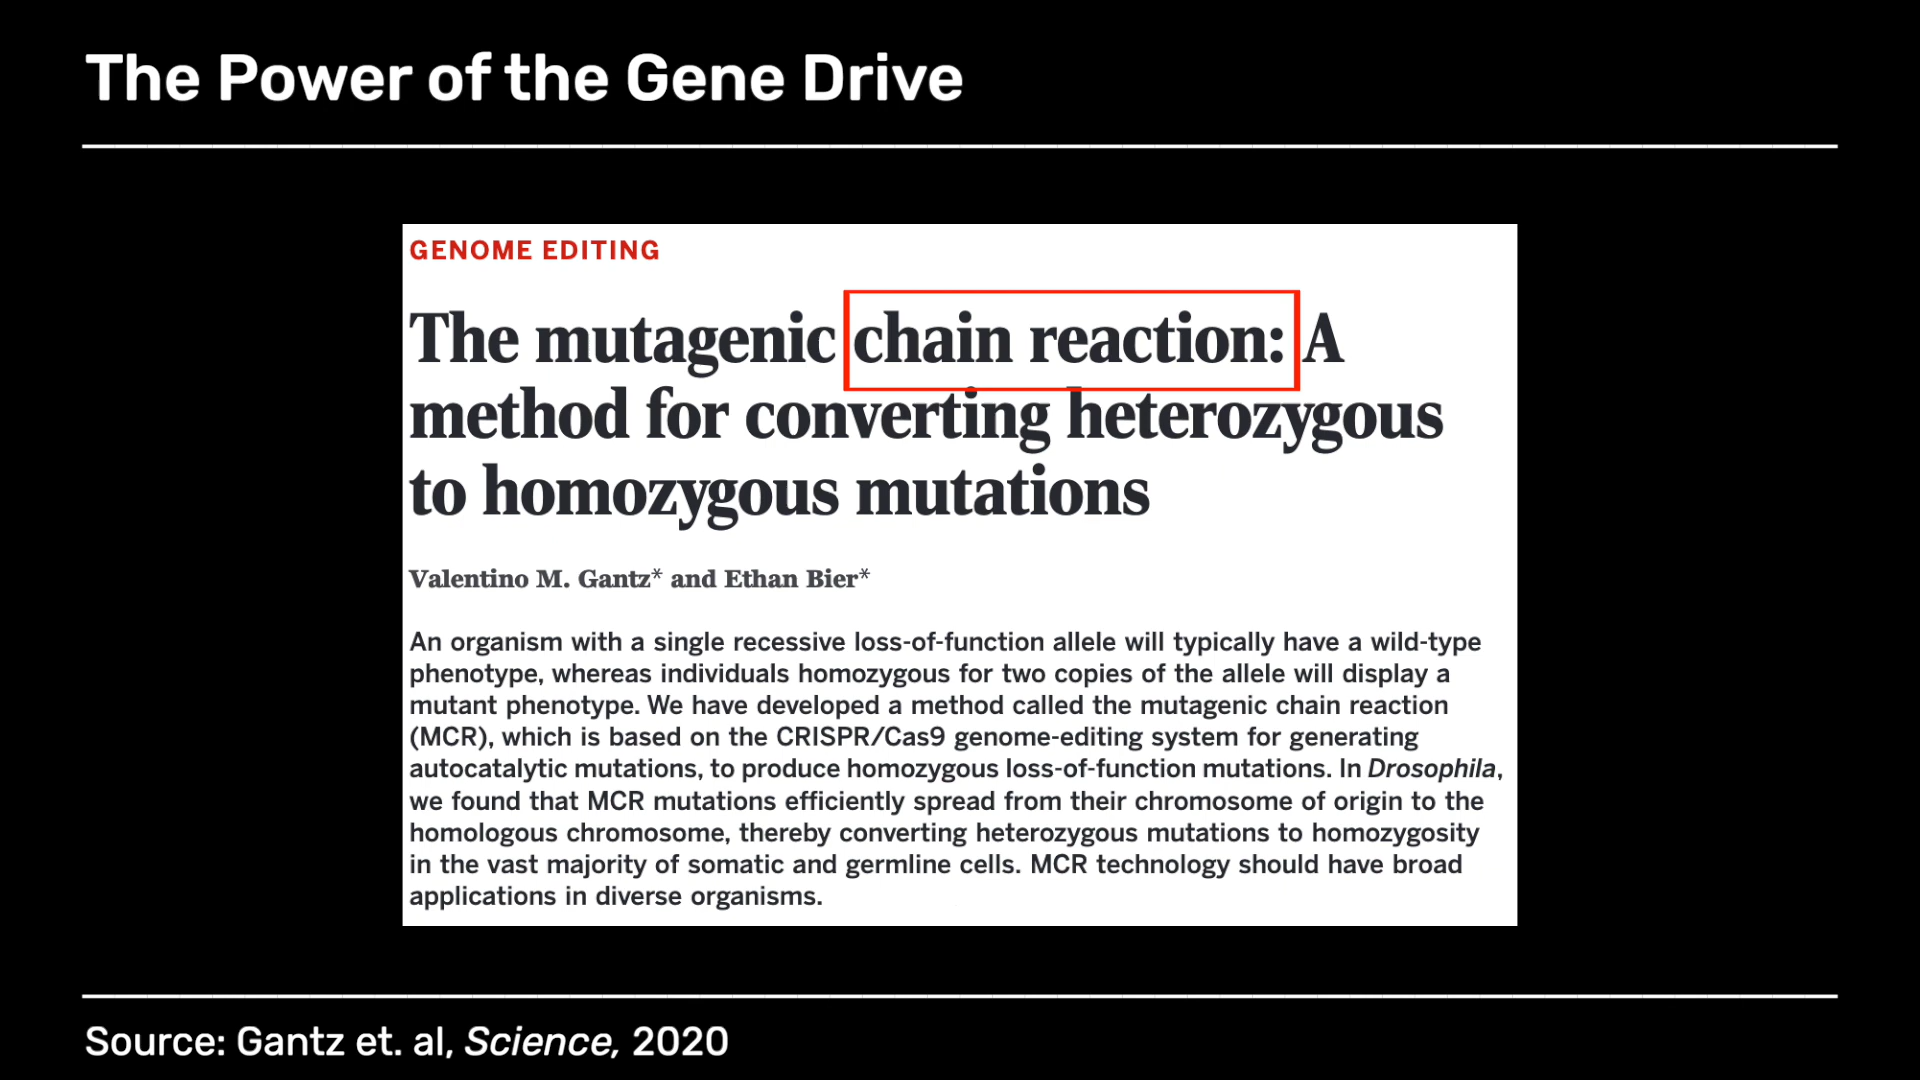 The Power of the Gene Drive
GENOME EDITING
The mutagenic chain reaction: A
method for converting heterozygous
to homozygous mutations
Valentino M. Gantz* and Ethan Bier*
An organism with a single recessive loss-of-function allele will typically have a wild-type
phenotype, whereas individuals homozygous for two copies of the allele will display a
mutant phenotype. We have developed a method called the mutagenic chain reaction
(MCR), which is based on the CRISPR/Cas9 genome-editing system for generating
autocatalytic mutations, to produce homozygous loss-of-function mutations. In Drosophila,
we found that MCR mutations efficiently spread from their chromosome of origin to the
homologous chromosome, thereby converting heterozygous mutations to homozygosity
in the vast majority of somatic and germline cells. MCR technology should have broad
applications in diverse organisms.
Source: Gantz et. al, Science, 2020